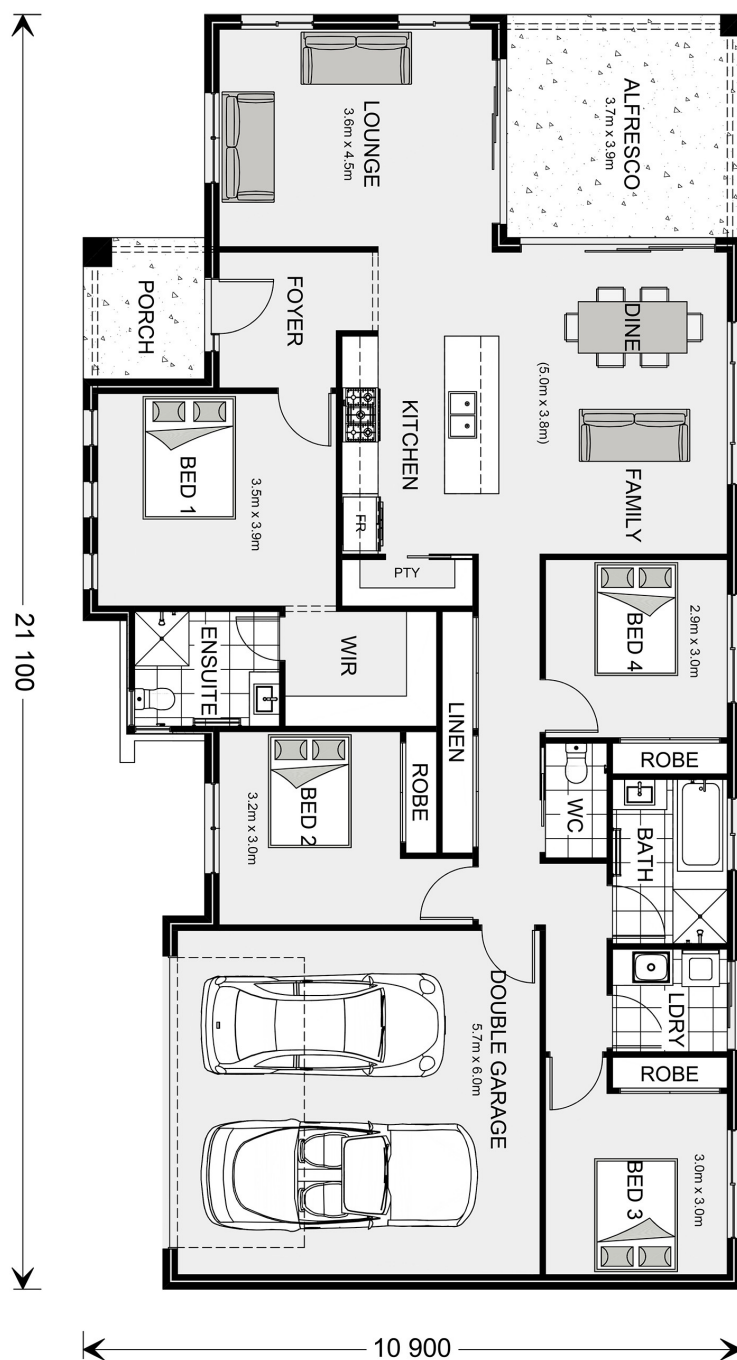 LOUNGE
3.6m x 4.5m
ALFRESCO
3.7m x 3.9m
PORCH
FOYER
DINE
(5.0m x 3.8m)
KITCHEN
FAMILY
BED 1
3.5m x 3.9m
FR
PTY
21 100
ENSUITE
WIR
LINEN
BED 4
2.9m x 3.0m
ROBE
BED 2
3.2m x 3.0m
ROBE
WC
BATH
DOUBLE GARAGE
5.7m x 6.0m
LDRY
ROBE
BED 3
3.0m x 3.0m
10 900